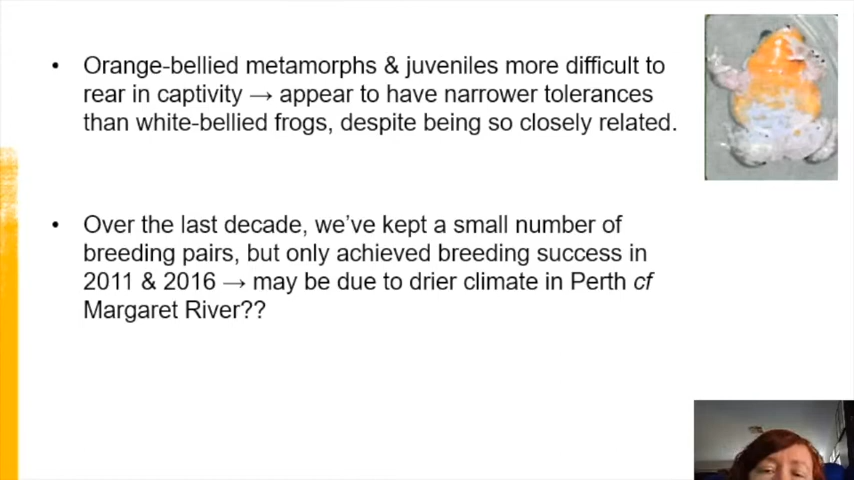 • Orange-bellied metamorphs & juveniles more difficult to
rear in captivity → appear to have narrower tolerances
than white-bellied frogs, despite being so closely related.
• Over the last decade, we've kept a small number of
breeding pairs, but only achieved breeding success in
2011 & 2016 → may be due to drier climate in Perth cf
Margaret River??